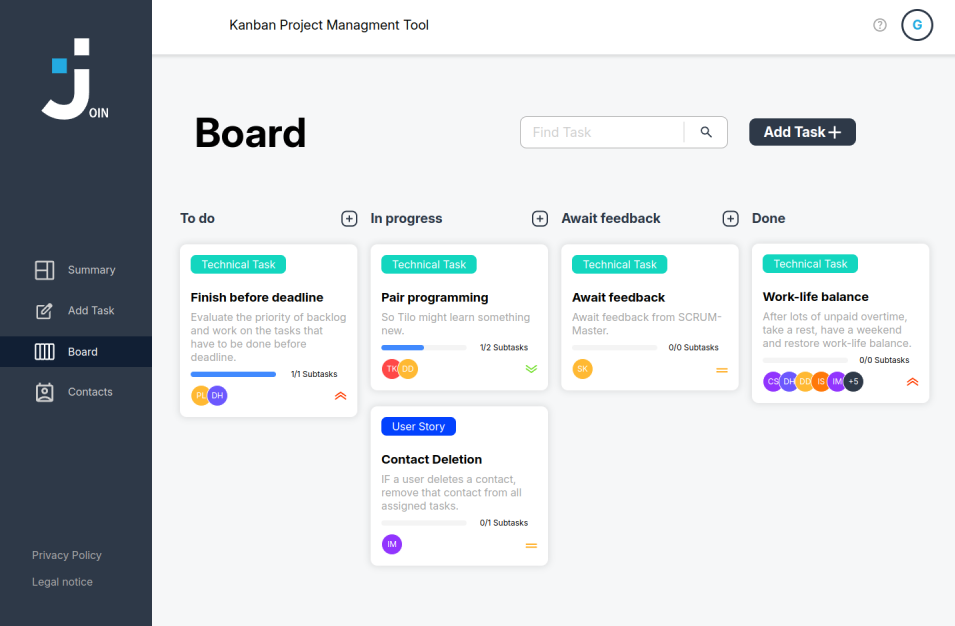 Kanban Project Managment Tool
G
OIN
Board
Find Task
Add Task
Summary
Add Task
Board
Contacts
Privacy Policy
Legal notice
To do
Technical Task
Finish before deadline
Evaluate the priority of backlog
and work on the tasks that
have to be done before
deadline.
1/1 Subtasks
PL DH
In progress
Technical Task
Pair programming
So Tilo might learn something
new.
1/2 Subtasks
TK DD
User Story
Contact Deletion
IF a user deletes a contact,
remove that contact from all
assigned tasks.
0/1 Subtasks
IM
Await feedback
Technical Task
Await feedback
Await feedback from SCRUM-
Master.
0/0 Subtasks
SK
Done
Technical Task
Work-life balance
After lots of unpaid overtime,
take a rest, have a weekend
and restore work-life balance.
0/0 Subtasks
CS DH DD IS IM +5